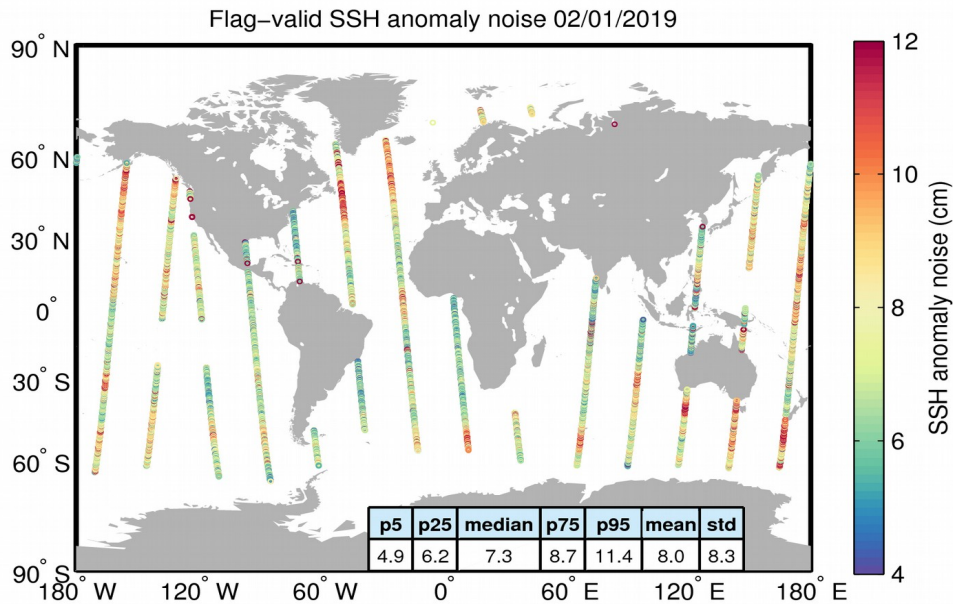 Flag−valid SSH anomaly noise 02/01/2019
90° N
60° N
30° N
0°
30° S
60° S
90° S
180° W
120° W
60° W
0°
60° E
120° E
180° E
p5 p25 median p75 p95 mean std
4.9 6.2 7.3 8.7 11.4 8.0 8.3
12
10
8
6
4
SSH anomaly noise (cm)